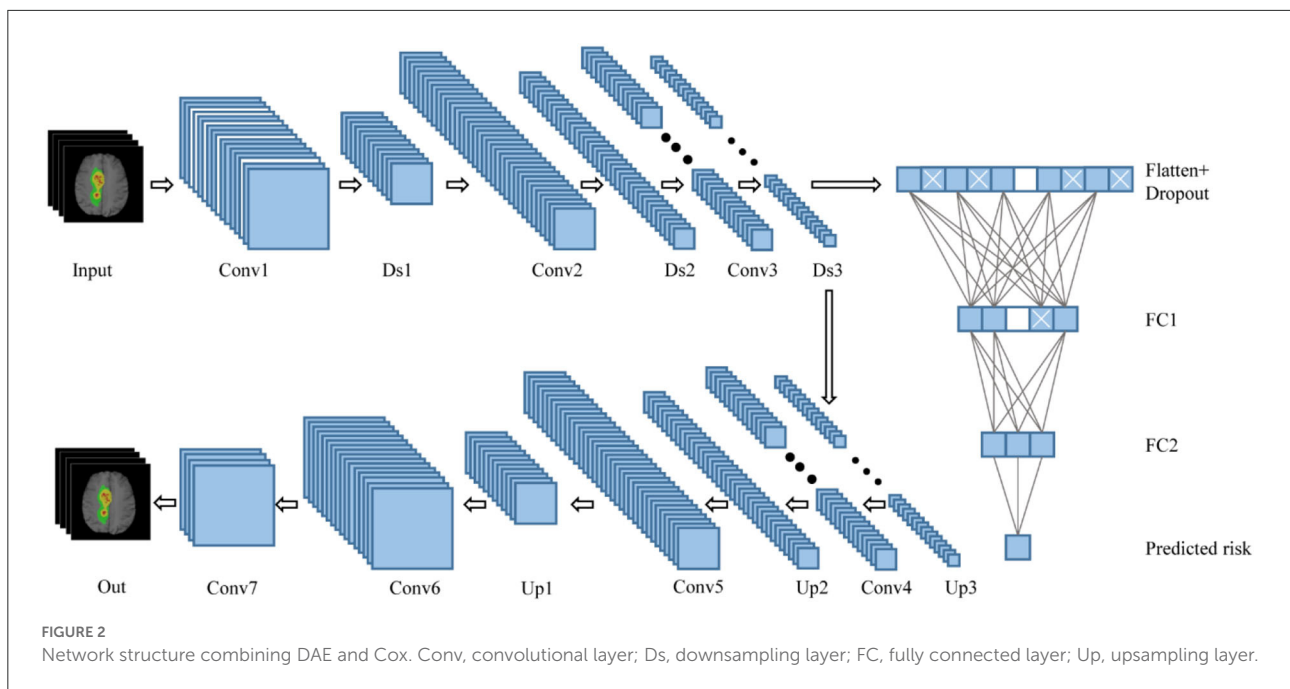 Flatten+
Dropout
Input
Conv1
Ds1
Conv2
Ds2
Conv3
Ds3
FC1
FC2
Out
Conv7
Conv6
Up1
Conv5
Up2
Conv4
Up3
Predicted risk
FIGURE 2
Network structure combining DAE and Cox. Conv, convolutional layer; Ds, downsampling layer; FC, fully connected layer; Up, upsampling layer.